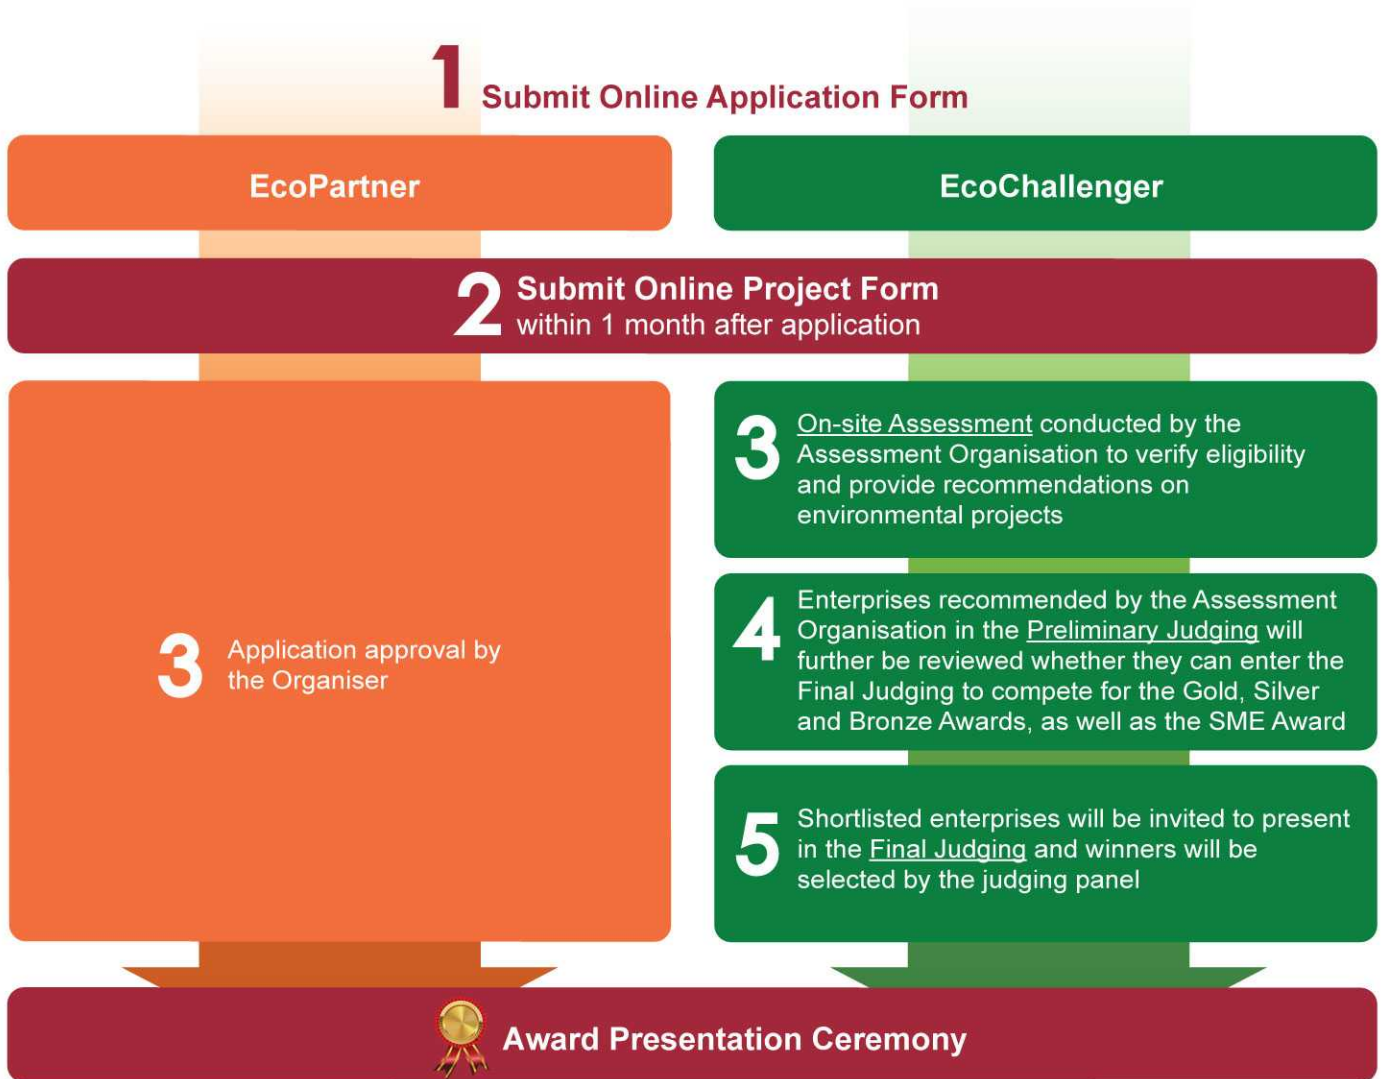 1 Submit Online Application Form
EcoPartner
EcoChallenger
2 Submit Online Project Form
within 1 month after application
3 Application approval by
the Organiser
3 On-site Assessment conducted by the
Assessment Organisation to verify eligibility
and provide recommendations on
environmental projects
4 Enterprises recommended by the Assessment
Organisation in the Preliminary Judging will
further be reviewed whether they can enter the
Final Judging to compete for the Gold, Silver
and Bronze Awards, as well as the SME Award
5 Shortlisted enterprises will be invited to present
in the Final Judging and winners will be
selected by the judging panel
Award Presentation Ceremony